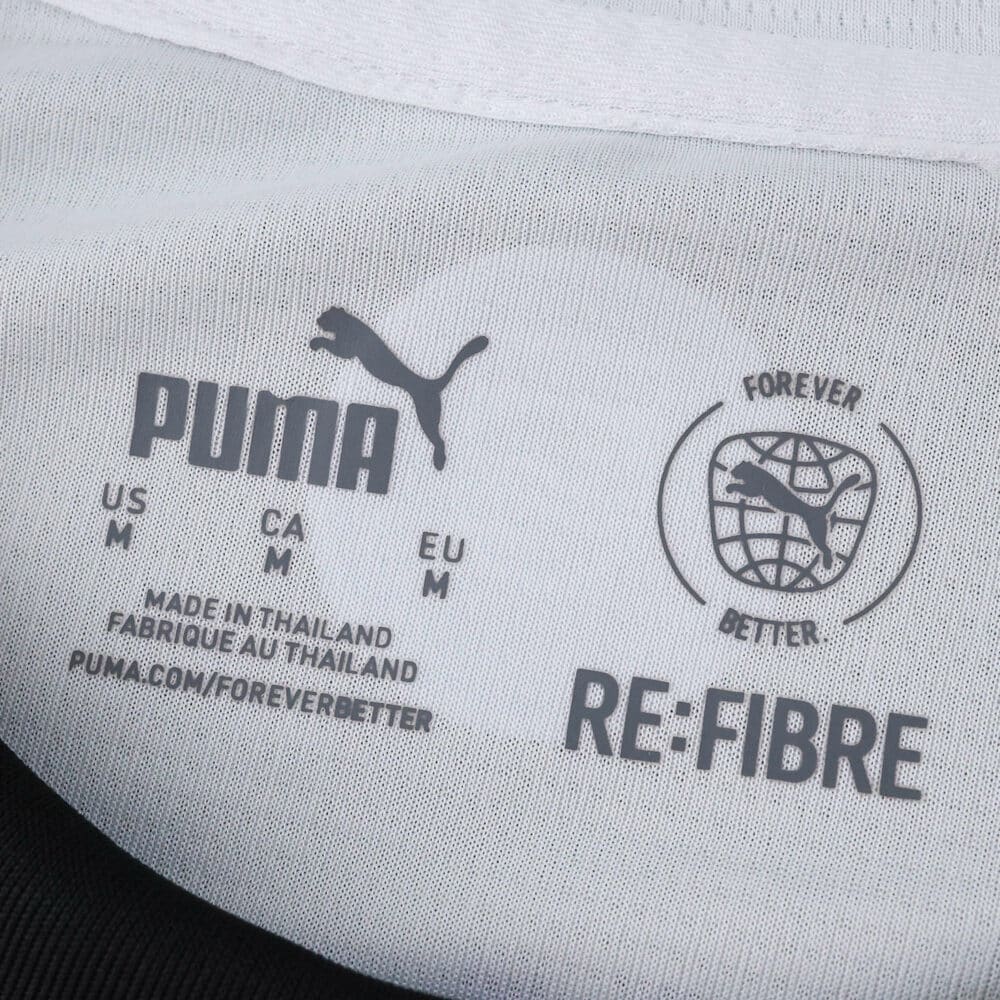 PUMA
US CA EU
M M M
MADE IN THAILAND
FABRIQUE AU THAILAND
PUMA.COM/FOREVERBETTER
FOREVER
BETTER.
RE:FIBRE